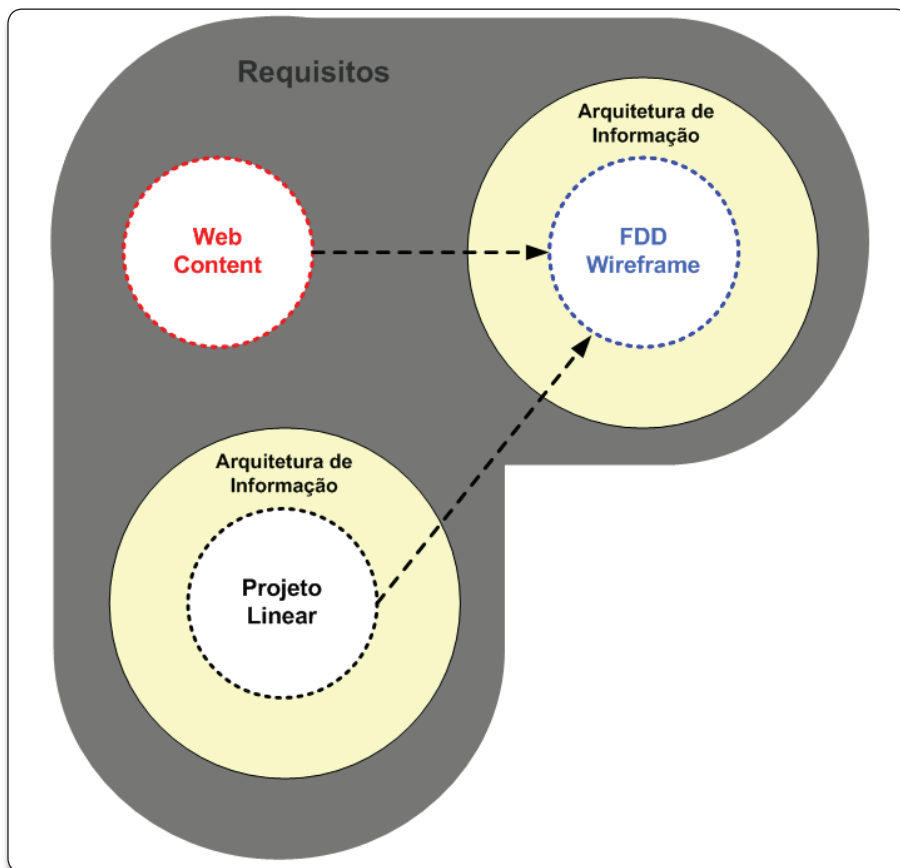 Requisitos
Arquitetura de
Informação
Web
Content
FDD
Wireframe
Arquitetura de
Informação
Projeto
Linear